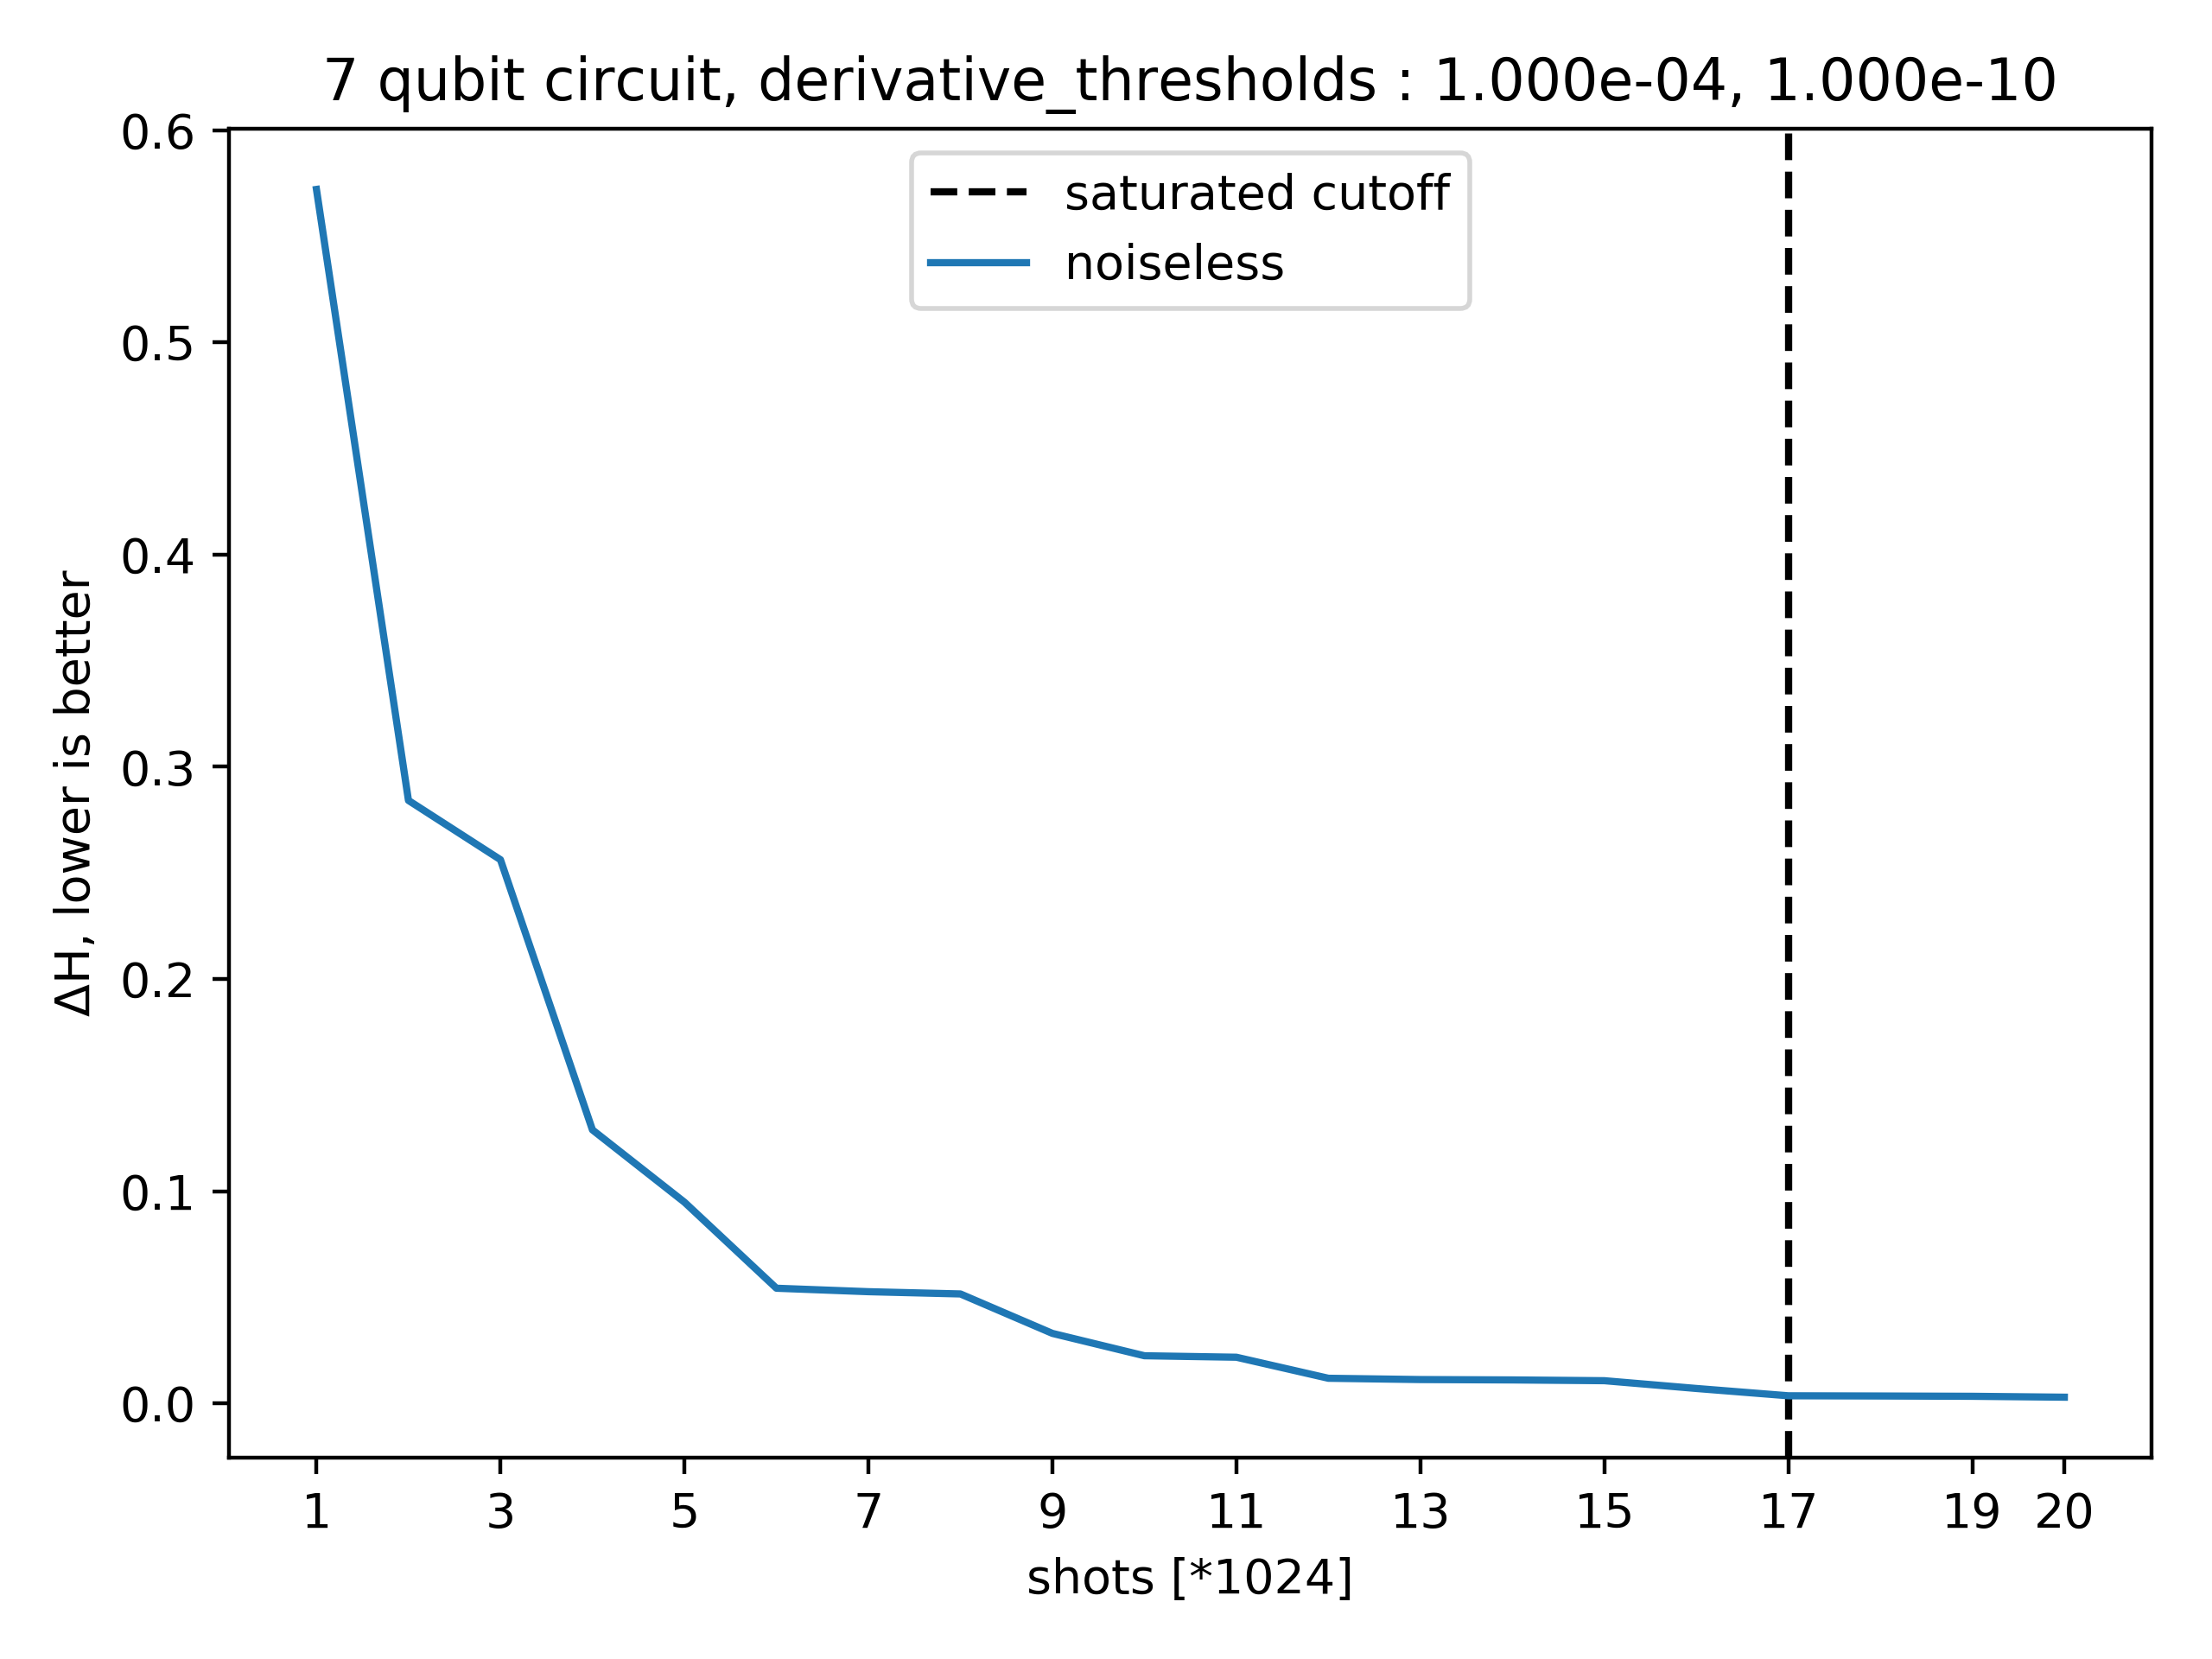 7 qubit circuit, derivative_thresholds : 1.000e-04, 1.000e-10
saturated cutoff
noiseless
ΔH, lower is better
0.6
0.5
0.4
0.3
0.2
0.1
0.0
1 3 5 7 9 11 13 15 17 19 20
shots [*1024]